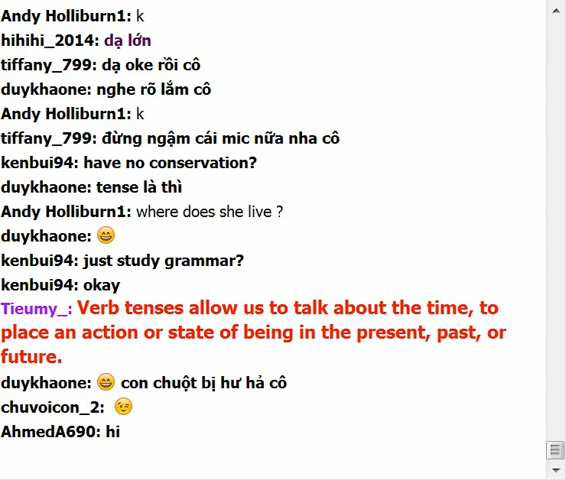 Andy Holliburn1: k
hihihi_2014: dạ lớn
tiffany_799: dạ oke rồi cô
duykhaone: nghe rõ lắm cô
Andy Holliburn1: k
tiffany_799: đừng ngậm cái mic nữa nha cô
kenbui94: have no conservation?
duykhaone: tense là thì
Andy Holliburn1: where does she live ?
duykhaone: 😄
kenbui94: just study grammar?
kenbui94: okay
Tieumy_: Verb tenses allow us to talk about the time, to
place an action or state of being in the present, past, or
future.
duykhaone: 😄 con chuột bị hư hả cô
chuvoicon_2: 😉
AhmedA690: hi